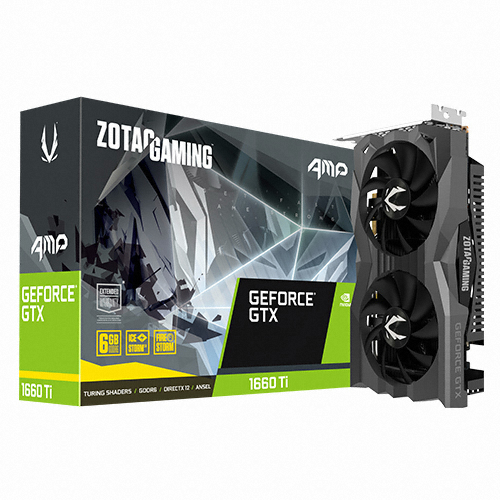 ZOTAC GAMING
AMP
AMP
GEFORCE
GTX
1660 Ti
EXTENDED
6GB
ICE
STORM
FIRE
STORM
GEFORCE
GTX
1660 Ti
TURING SHADERS / GDDR6 / DIRECTX 12 / ANSEL
ZOTAC GAMING
GEFORCE GTX